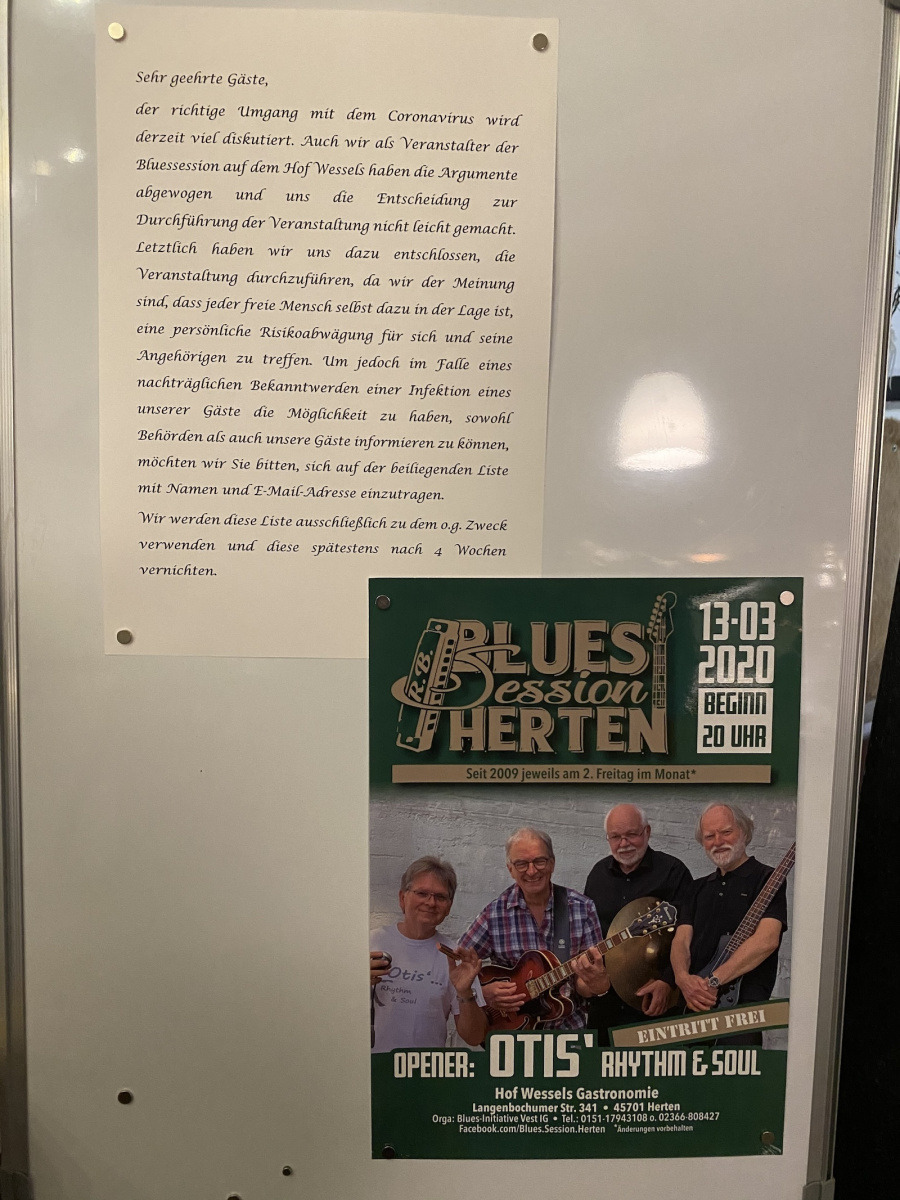 Sehr geehrte Gäste,
der richtige Umgang mit dem Coronavirus wird
derzeit viel diskutiert. Auch wir als Veranstalter der
Bluessession auf dem Hof Wessels haben die Argumente
abgewogen und uns die Entscheidung zur
Durchführung der Veranstaltung nicht leicht gemacht.
Letztlich haben wir uns dazu entschlossen, die
Veranstaltung durchzuführen, da wir der Meinung
sind, dass jeder freie Mensch selbst dazu in der Lage ist,
eine persönliche Risikoabwägung für sich und seine
Angehörigen zu treffen. Um jedoch im Falle eines
nachträglichen Bekanntwerden einer Infektion eines
unserer Gäste die Möglichkeit zu haben, sowohl
Behörden als auch unsere Gäste informieren zu können,
möchten wir Sie bitten, sich auf der beiliegenden Liste
mit Namen und E-Mail-Adresse einzutragen.
Wir werden diese Liste ausschließlich zu dem o.g. Zweck
verwenden und diese spätestens nach 4 Wochen
vernichten.
R.B.
BLUES
Session
HERTEN
13-03
2020
BEGINN
20 UHR
Seit 2009 jeweils am 2. Freitag im Monat*
Otis'...
Rhythm
& Soul
EINTRITT FREI
OPENER: OTIS' RHYTHM & SOUL
Hof Wessels Gastronomie
Langenbochumer Str. 341 • 45701 Herten
Orga: Blues-Initiative Vest IG • Tel.: 0151-17943108 o. 02366-808427
Facebook.com/Blues.Session.Herten *Änderungen vorbehalten